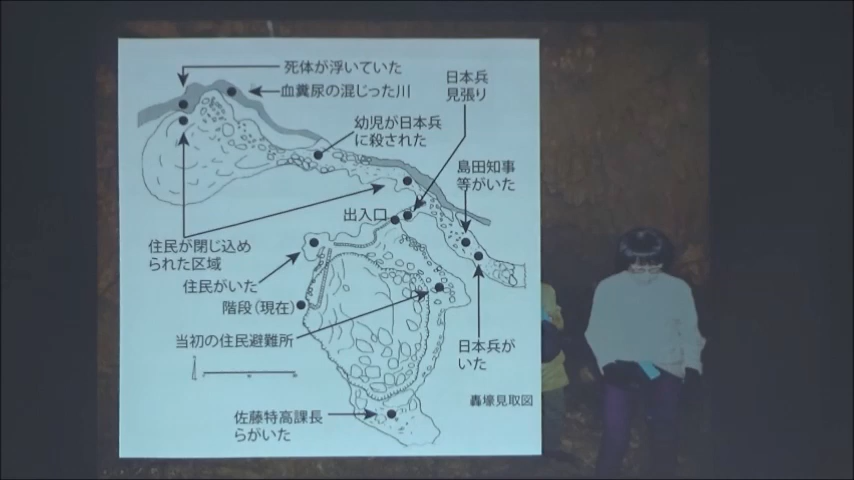 死体が浮いていた
血糞尿の混じった川
日本兵
見張り
幼児が日本兵
に殺された
島田知事
等がいた
出入口
住民が閉じ込め
られた区域
住民がいた
階段(現在)
当初の住民避難所
日本兵が
いた
轟壕見取図
佐藤特高課長
らがいた